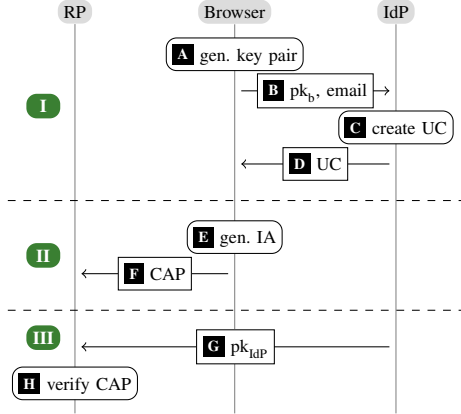 RP Browser IdP
A gen. key pair
B pk_b, email
I
C create UC
D UC
E gen. IA
II
F CAP
III
G pk_IdP
H verify CAP